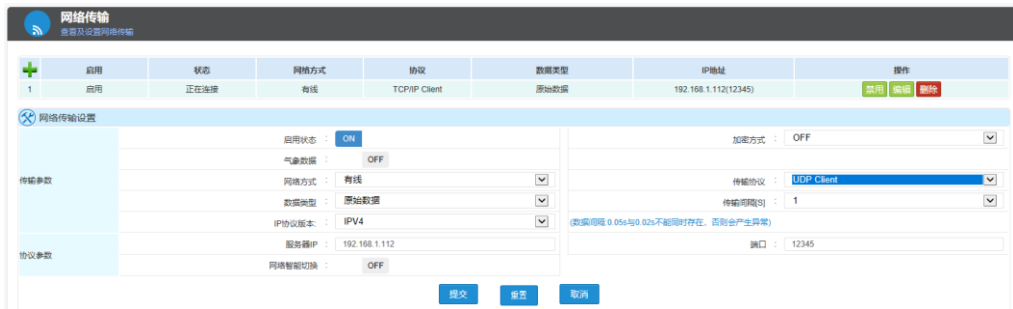 网络传输
查看及设置网络传输
启用 状态 网络方式 协议 数据类型 IP地址 操作
1 启用 正在连接 有线 TCP/IP Client 原始数据 192.168.1.112(12345) 禁用 编辑 删除
网络传输设置
传输参数
启用状态 : ON 加密方式 : OFF
气象数据 : OFF
网络方式 : 有线 传输协议 : UDP Client
数据类型 : 原始数据 传输间隔[S] : 1
IP协议版本: IPV4 (数据间隔:0.05s与0.02s不能同时存在，否则会产生异常)
协议参数
服务器IP : 192.168.1.112 端口 : 12345
网络智能切换 : OFF
提交 重置 取消